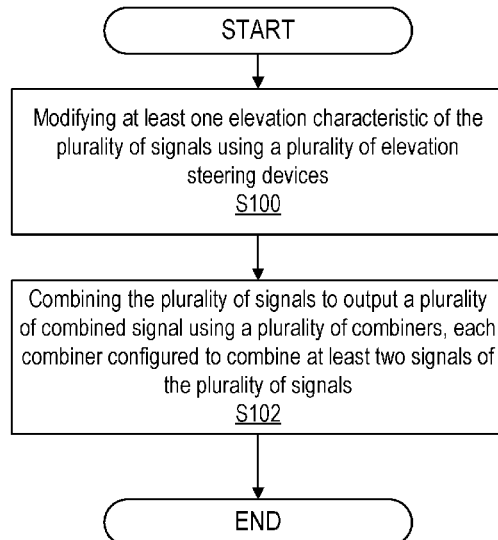 START
Modifying at least one elevation characteristic of the
plurality of signals using a plurality of elevation
steering devices
S100
Combining the plurality of signals to output a plurality
of combined signal using a plurality of combiners, each
combiner configured to combine at least two signals of
the plurality of signals
S102
END